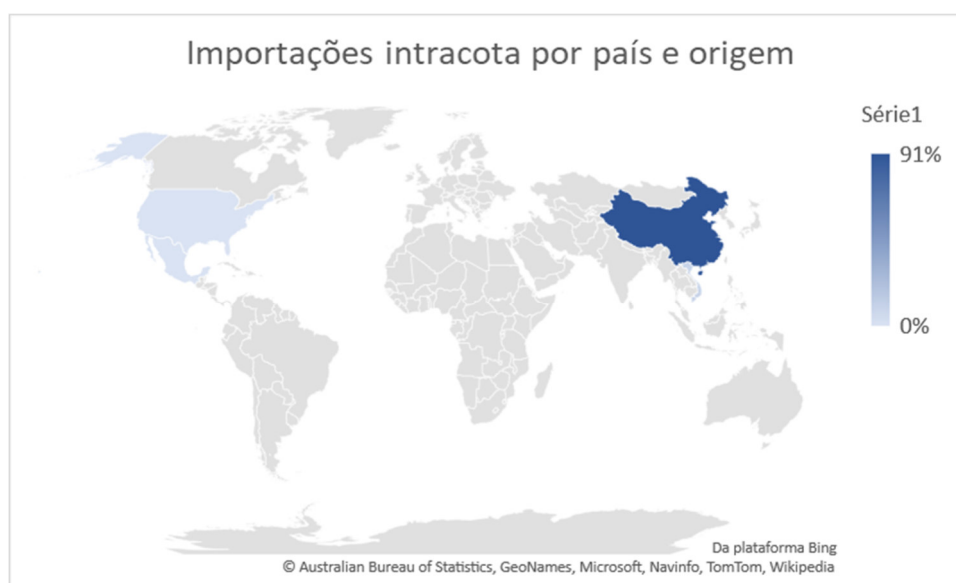 Importações intracota por país e origem
Série1
91%
0%
Da plataforma Bing
© Australian Bureau of Statistics, GeoNames, Microsoft, Navinfo, TomTom, Wikipedia